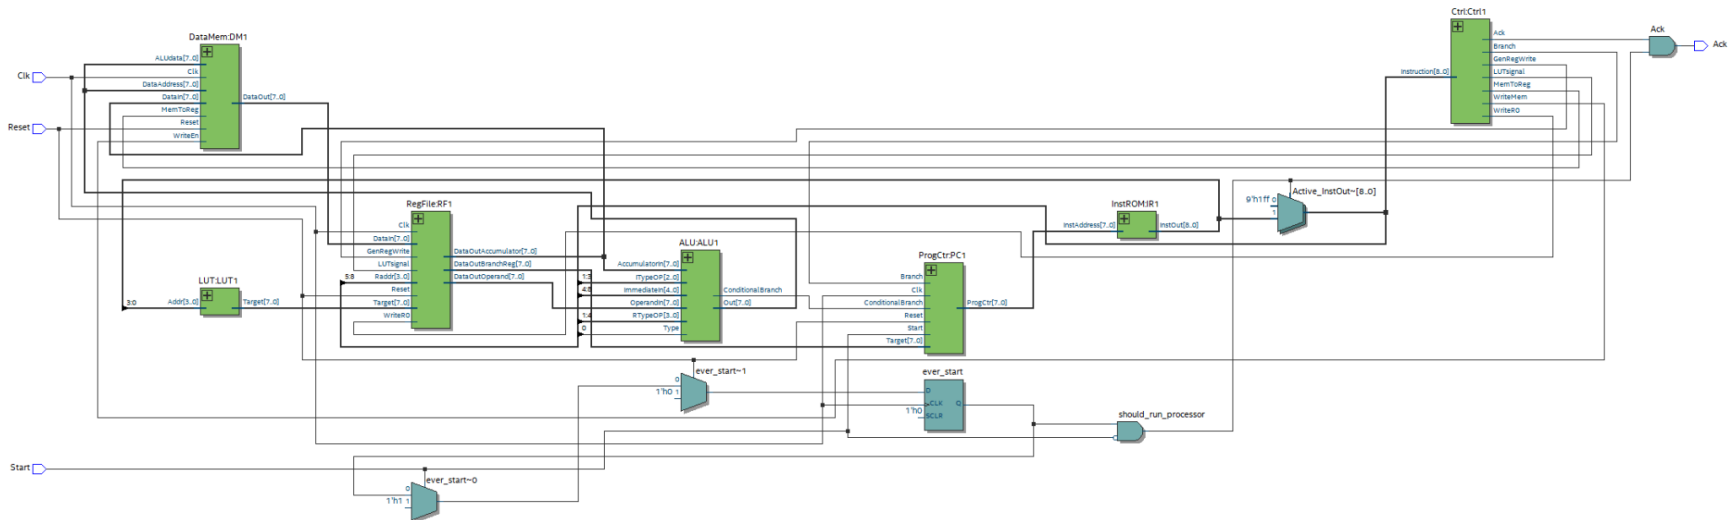 Ctrl:Ctrl1
Ack
Branch
GenRegWrite
LUTsignal
MemToReg
WriteMem
WriteR0
Instruction[8..0]
Ack
Ack
DataMem:DM1
ALUdata[7..0]
Clk
DataAddress[7..0]
DataIn[7..0]
MemToReg
Reset
WriteEn
DataOut[7..0]
Clk
Reset
RegFile:RF1
Clk
DataIn[7..0]
GenRegWrite
LUTsignal
Raddr[3..0]
Reset
Target[7..0]
WriteR0
DataOutAccumulator[7..0]
DataOutBranchReg[7..0]
DataOutOperand[7..0]
5:8
LUT:LUT1
3:0
Addr[3..0]
Target[7..0]
ALU:ALU1
AccumulatorIn[7..0]
1:3
ITypeOP[2..0]
4:8
ImmediateIn[4..0]
OperandIn[7..0]
1:4
RTypeOP[3..0]
0
Type
ConditionalBranch
Out[7..0]
ProgCtr:PC1
Branch
Clk
ConditionalBranch
Reset
Start
Target[7..0]
ProgCtr[7..0]
InstROM:IR1
InstAddress[7..0]
InstOut[8..0]
Active_InstOut~[8..0]
9'h1ff 0
1
ever_start~1
0
1'h0 1
ever_start
D
CLK
1'h0
SCLR
Q
should_run_processor
Start
ever_start~0
0
1'h1 1